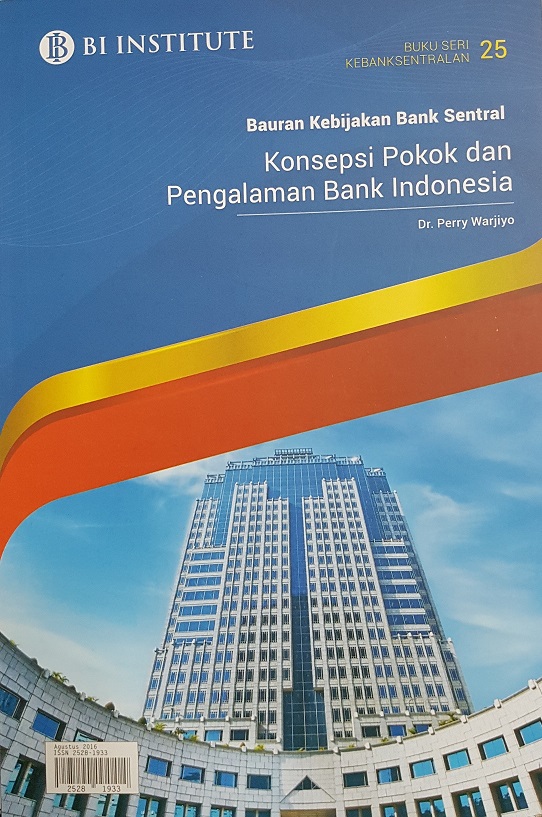 BI INSTITUTE
BUKU SERI
KEBANKSENTRALAN 25
Bauran Kebijakan Bank Sentral
Konsepsi Pokok dan
Pengalaman Bank Indonesia
Dr. Perry Warjiyo
Agustus 2016
ISSN 2528-1933
2528 1933